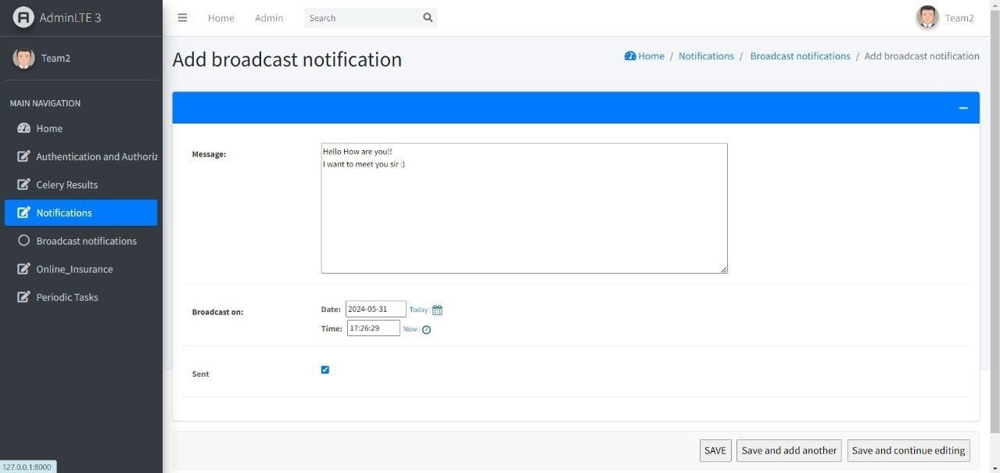 AdminLTE 3
Home
Admin
Search
Team2
Team2
Add broadcast notification
Home / Notifications / Broadcast notifications / Add broadcast notification
MAIN NAVIGATION
Home
Authentication and Authoriz
Celery Results
Notifications
Broadcast notifications
Online_Insurance
Periodic Tasks
Message:
Hello How are you!!
I want to meet you sir :)
Broadcast on:
Date: 2024-05-31 Today |
Time: 17:26:29 Now |
Sent
SAVE
Save and add another
Save and continue editing
127.0.0.1:8000